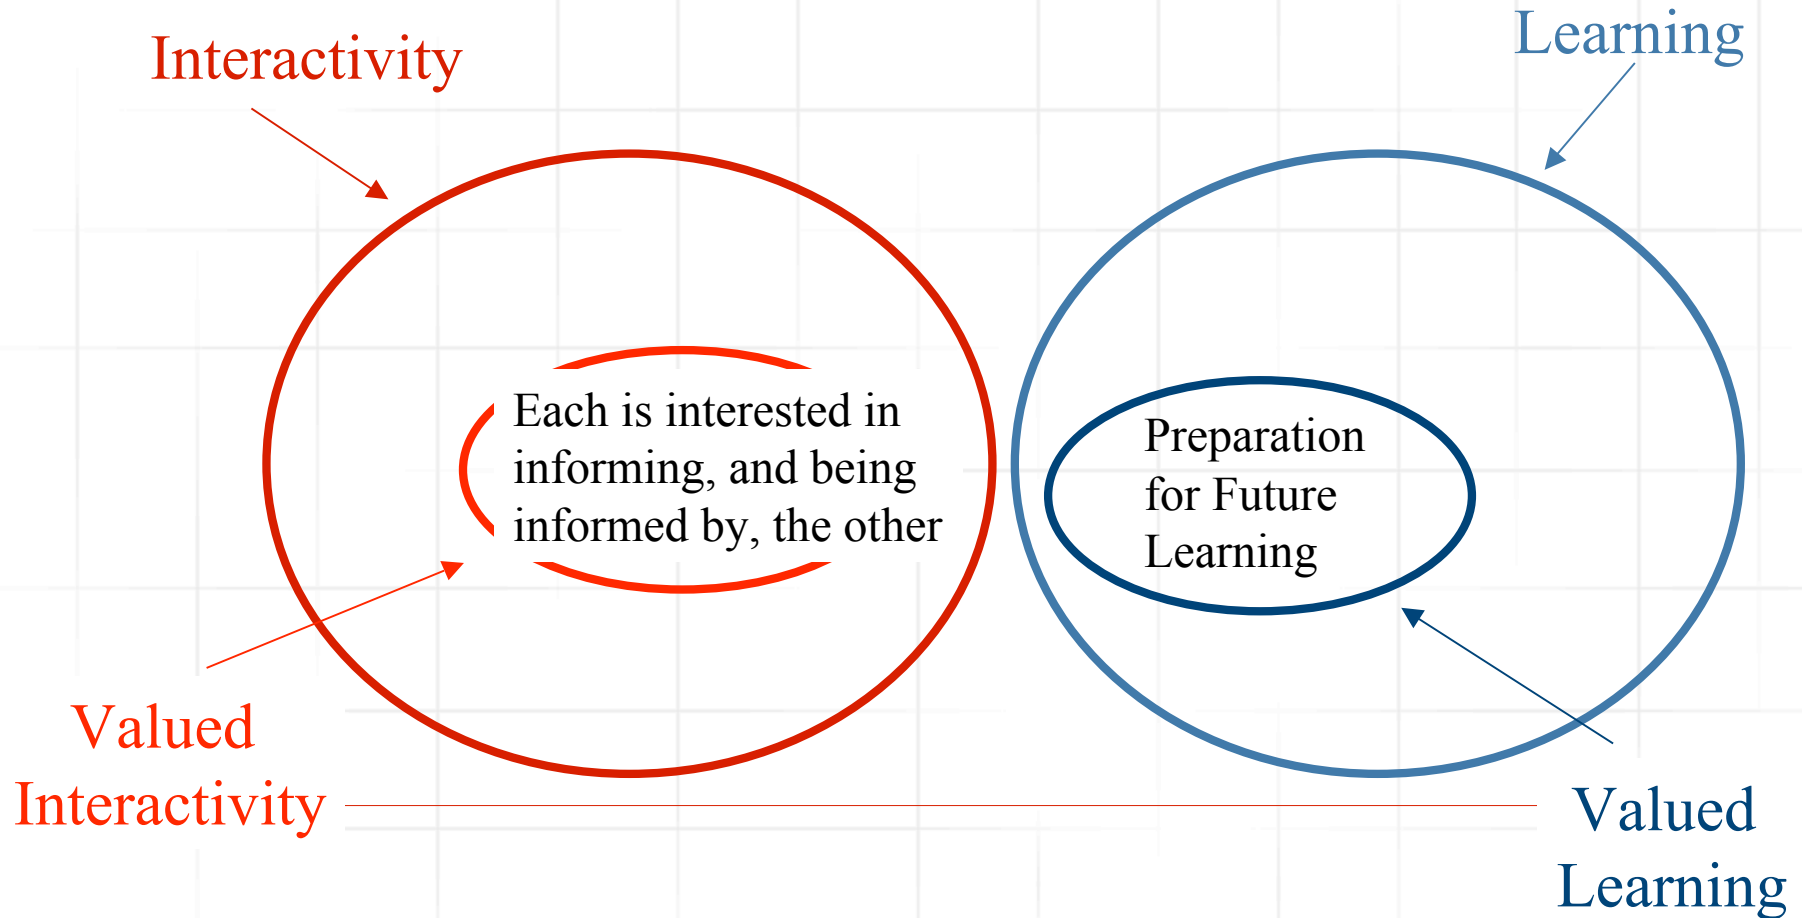 Interactivity
Learning
Each is interested in
informing, and being
informed by, the other
Preparation
for Future
Learning
Valued
Interactivity
Valued
Learning